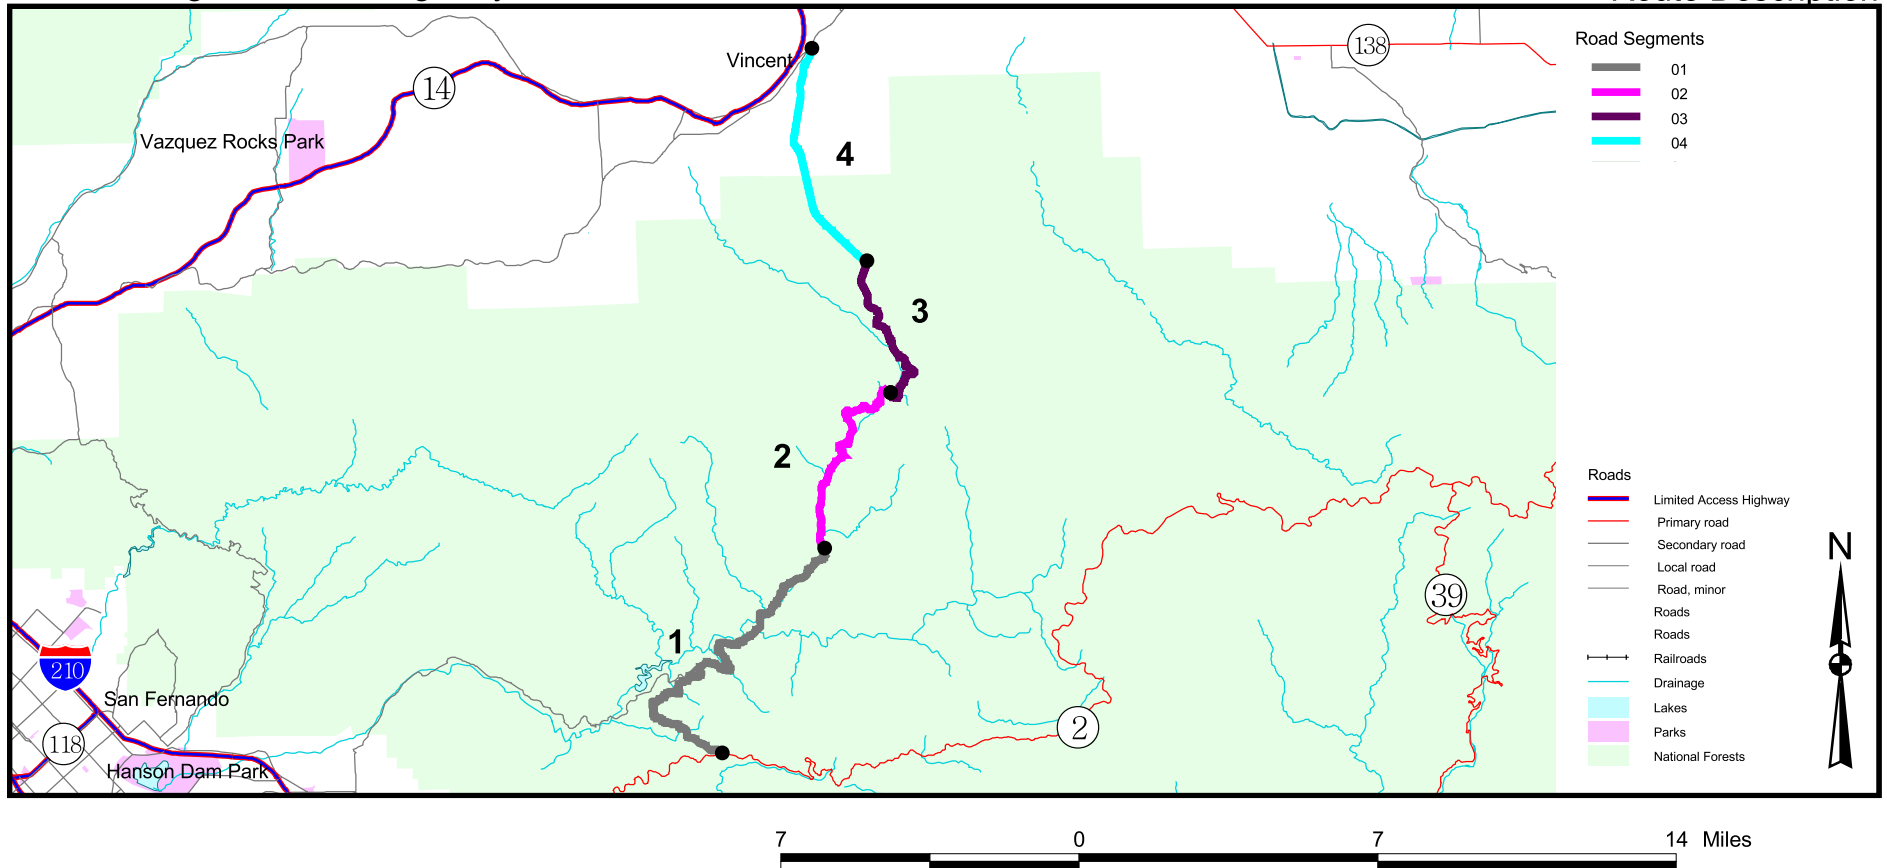 Vincent
138
14
Vazquez Rocks Park
4
3
2
1
39
2
210
San Fernando
118
Hanson Dam Park
Road Segments
01
02
03
04
Roads
Limited Access Highway
Primary road
Secondary road
Local road
Road, minor
Roads
Roads
Railroads
Drainage
Lakes
Parks
National Forests
N
7 0 7 14 Miles